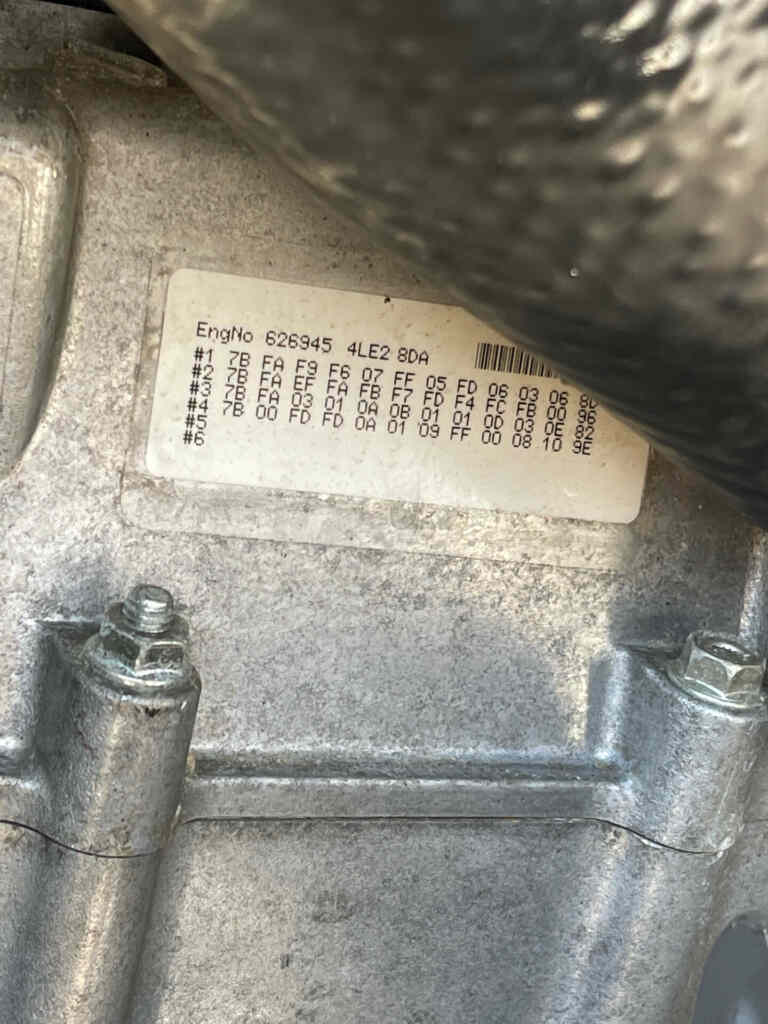 EngNo 626945 4LE2 8DA
#1 7B FA F9 F6 07 FF 05 FD 06 03 06
#2 7B FA EF FA FB F7 FD F4 FC FB 00 96
#3 7B FA 03 01 0A 0B 01 01 0D 03 0E 82
#4 7B 00 FD FD 0A 01 09 FF 00 08 10 9E
#5
#6